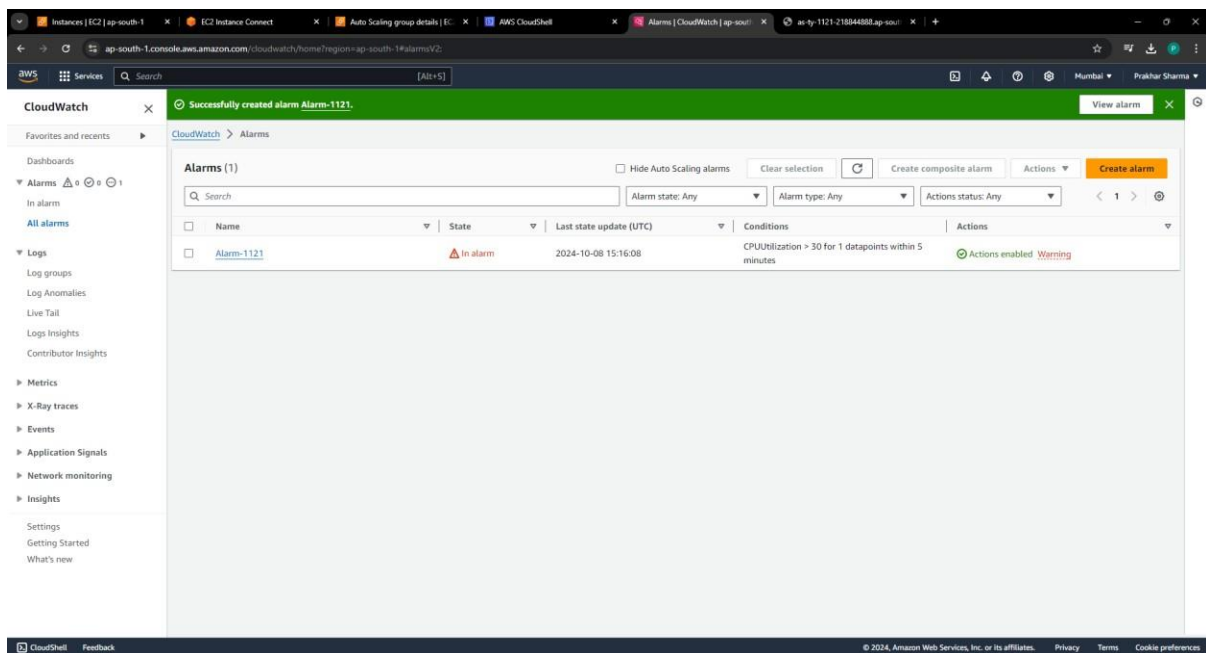 Instances | EC2 | ap-south-1
EC2 Instance Connect
Auto Scaling group details | EC
AWS CloudShell
Alarms | CloudWatch | ap-south
as-ty-1121-218844888.ap-sout
ap-south-1.console.aws.amazon.com/cloudwatch/home?region=ap-south-1#alarmsV2:
aws Services Search [Alt+S] Mumbai Prakhar Sharma
CloudWatch
Favorites and recents
Dashboards
Alarms 0 0 1
In alarm
All alarms
Logs
Log groups
Log Anomalies
Live Tail
Logs Insights
Contributor Insights
Metrics
X-Ray traces
Events
Application Signals
Network monitoring
Insights
Settings
Getting Started
What's new
Successfully created alarm Alarm-1121. View alarm
CloudWatch > Alarms
Alarms (1) Hide Auto Scaling alarms Clear selection Create composite alarm Actions Create alarm
Search Alarm state: Any Alarm type: Any Actions status: Any 1
Name State Last state update (UTC) Conditions Actions
Alarm-1121 In alarm 2024-10-08 15:16:08 CPUUtilization > 30 for 1 datapoints within 5 Actions enabled Warning
minutes
CloudShell Feedback © 2024, Amazon Web Services, Inc. or its affiliates. Privacy Terms Cookie preferences